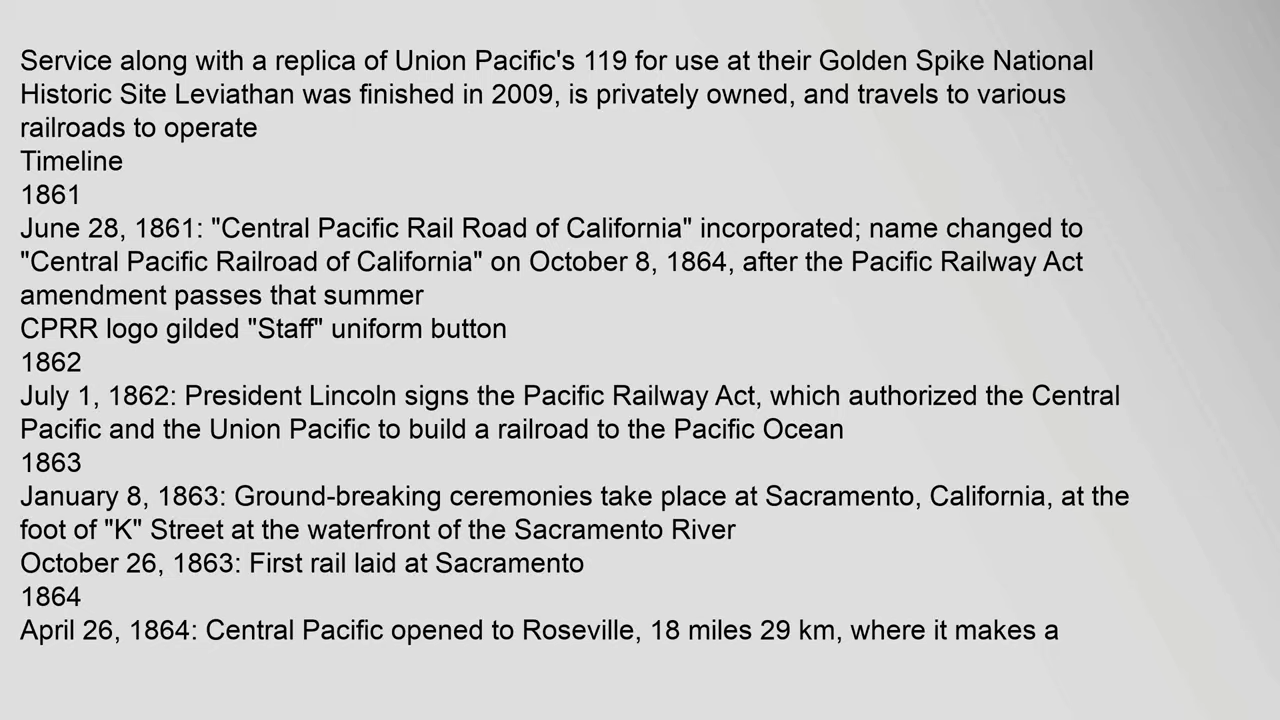 Service along with a replica of Union Pacific's 119 for use at their Golden Spike National
Historic Site Leviathan was finished in 2009, is privately owned, and travels to various
railroads to operate
Timeline
1861
June 28, 1861: "Central Pacific Rail Road of California" incorporated; name changed to
"Central Pacific Railroad of California" on October 8, 1864, after the Pacific Railway Act
amendment passes that summer
CPRR logo gilded "Staff" uniform button
1862
July 1, 1862: President Lincoln signs the Pacific Railway Act, which authorized the Central
Pacific and the Union Pacific to build a railroad to the Pacific Ocean
1863
January 8, 1863: Ground-breaking ceremonies take place at Sacramento, California, at the
foot of "K" Street at the waterfront of the Sacramento River
October 26, 1863: First rail laid at Sacramento
1864
April 26, 1864: Central Pacific opened to Roseville, 18 miles 29 km, where it makes a